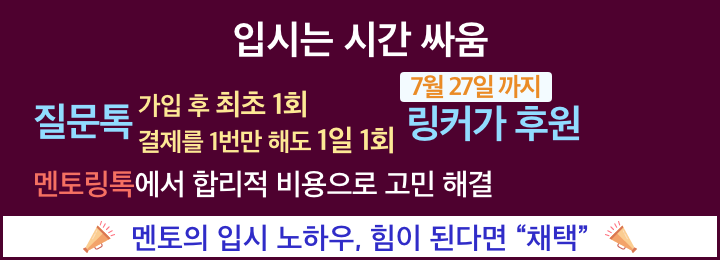 입시는 시간 싸움
7월 27일 까지
질문톡 가입 후 최초 1회 링커가 후원
결제를 1번만 해도 1일 1회
멘토링톡에서 합리적 비용으로 고민 해결
멘토의 입시 노하우, 힘이 된다면 “채택”